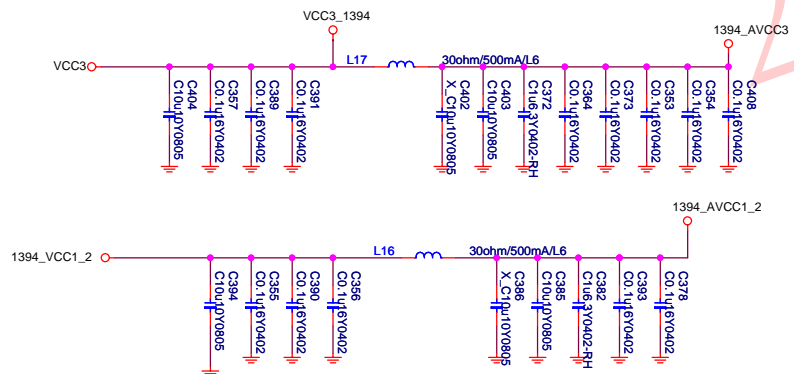 VCC3_1394
1394_AVCC3
VCC3
L17
30ohm/500mA/L6
C404
C10u10Y0805
C357
C0.1u16Y0402
C389
C0.1u16Y0402
C391
C0.1u16Y0402
C402
X_C10u10Y0805
C403
C10u10Y0805
C372
C1u6.3Y0402-RH
C364
C0.1u16Y0402
C373
C0.1u16Y0402
C353
C0.1u16Y0402
C354
C0.1u16Y0402
C408
C0.1u16Y0402
1394_AVCC1_2
1394_VCC1_2
L16
30ohm/500mA/L6
C394
C10u10Y0805
C355
C0.1u16Y0402
C390
C0.1u16Y0402
C356
C0.1u16Y0402
C386
X_C10u10Y0805
C385
C10u10Y0805
C382
C1u6.3Y0402-RH
C393
C0.1u16Y0402
C378
C0.1u16Y0402